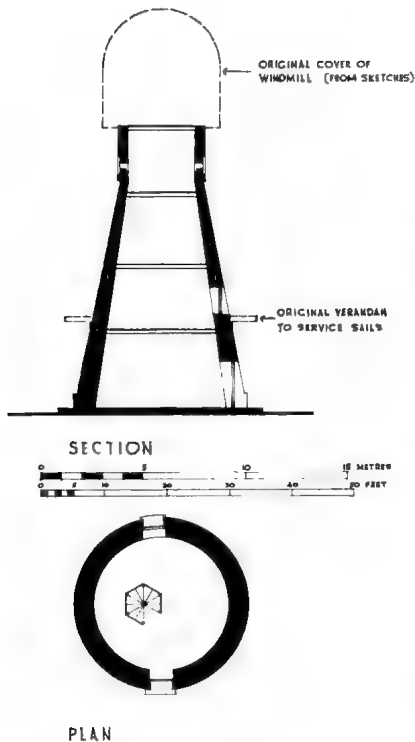 ORIGINAL COVER OF
WINDMILL (FROM SKETCHES)
ORIGINAL VERANDAH
TO SERVICE SAILS
SECTION
0 5 10 15 METRES
0 5 10 20 30 40 50 FEET
PLAN